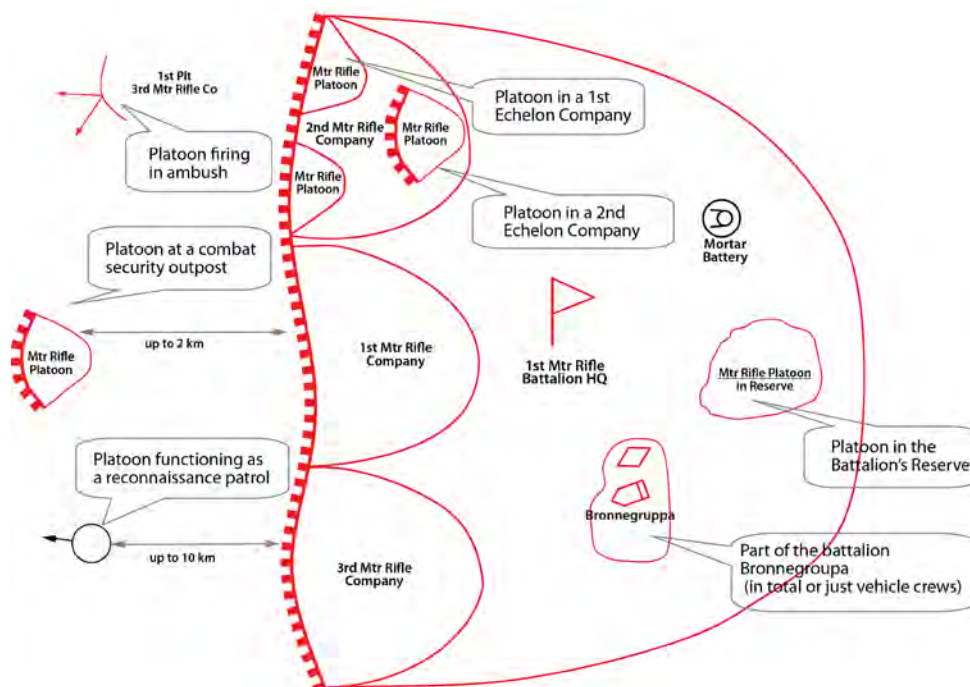 1st Plt
3rd Mtr Rifle Co
Platoon firing
in ambush
Mtr Rifle
Platoon
2nd Mtr Rifle
Company
Mtr Rifle
Platoon
Mtr Rifle
Platoon
Platoon in a 1st
Echelon Company
Platoon in a 2nd
Echelon Company
Mortar
Battery
Platoon at a combat
security outpost
Mtr Rifle
Platoon
up to 2 km
1st Mtr Rifle
Company
1st Mtr Rifle
Battalion HQ
Mtr Rifle Platoon
in Reserve
Platoon in the
Battalion's Reserve
Platoon functioning as
a reconnaissance patrol
up to 10 km
3rd Mtr Rifle
Company
Bronnegruppa
Part of the battalion
Bronnegroupa
(in total or just vehicle crews)